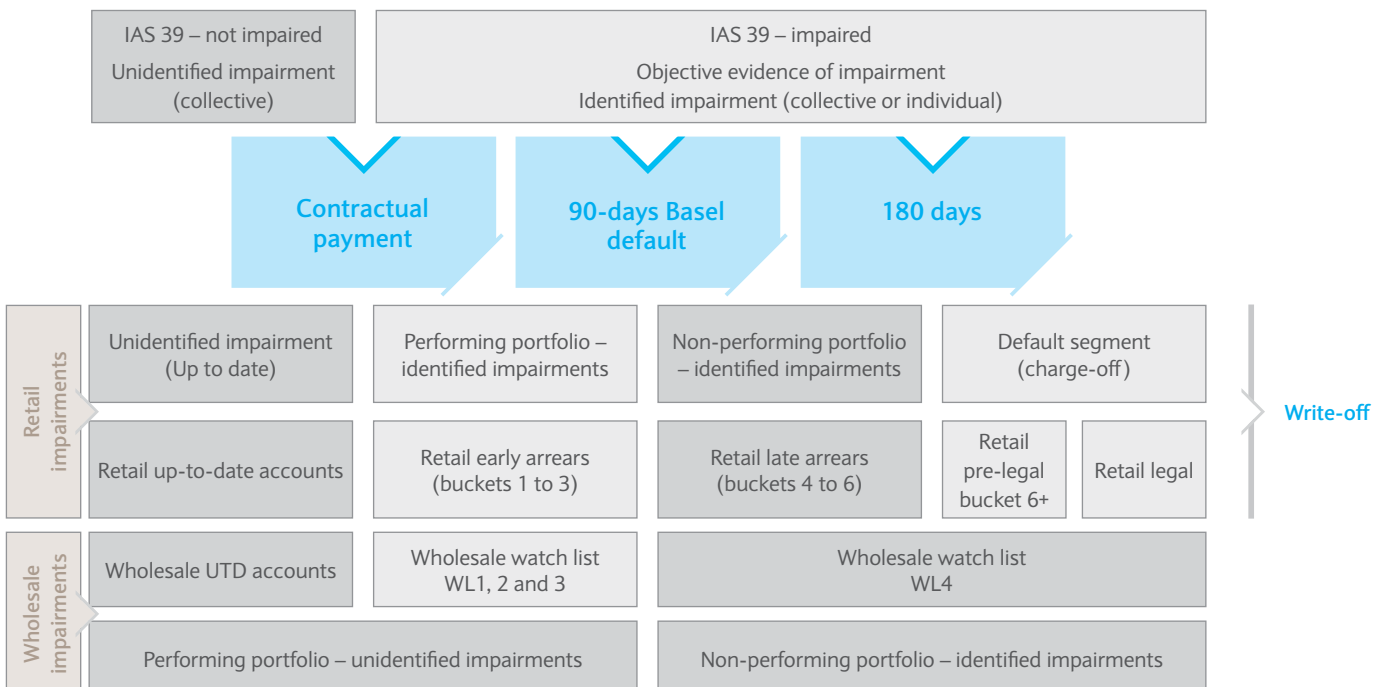 IAS 39 – not impaired
Unidentified impairment
(collective)
IAS 39 – impaired
Objective evidence of impairment
Identified impairment (collective or individual)
Contractual
payment
90-days Basel
default
180 days
Retail
impairments
Unidentified impairment
(Up to date)
Performing portfolio –
identified impairments
Non-performing portfolio
– identified impairments
Default segment
(charge-off)
Write-off
Retail up-to-date accounts
Retail early arrears
(buckets 1 to 3)
Retail late arrears
(buckets 4 to 6)
Retail
pre-legal
bucket 6+
Retail legal
Wholesale
impairments
Wholesale UTD accounts
Wholesale watch list
WL1, 2 and 3
Wholesale watch list
WL4
Performing portfolio – unidentified impairments
Non-performing portfolio – identified impairments